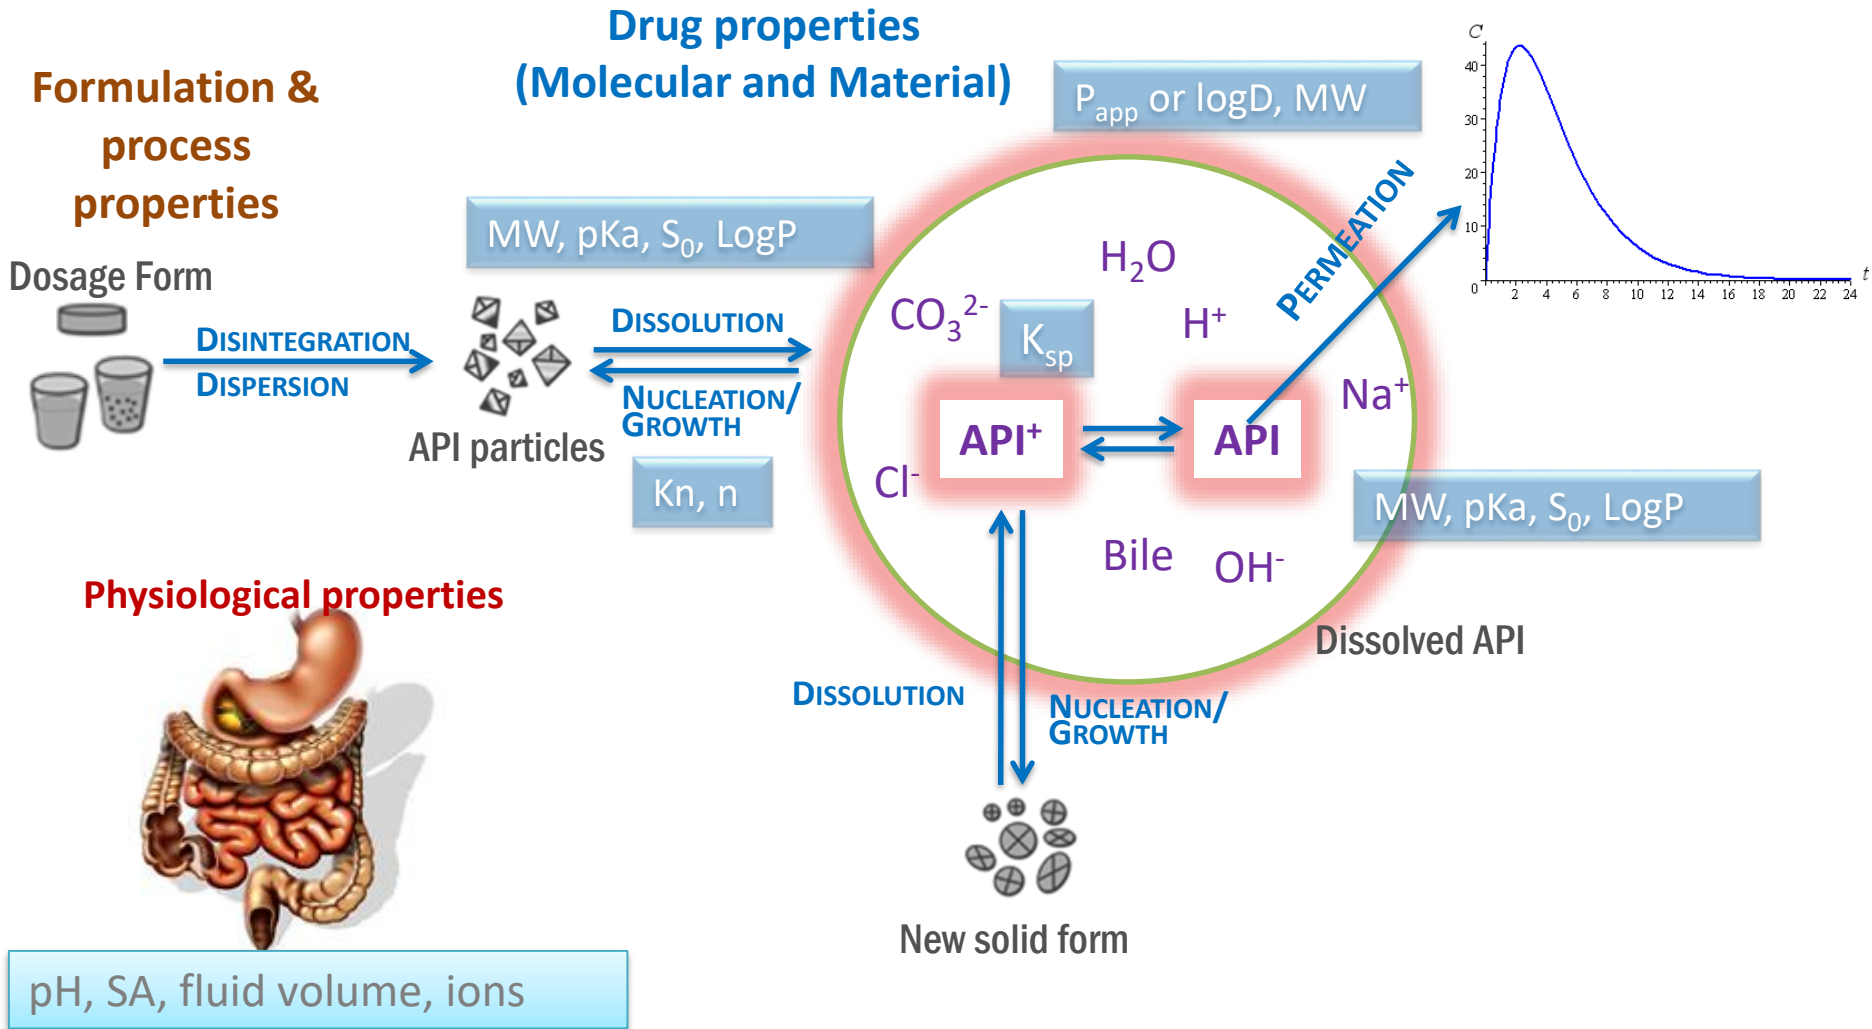 Drug properties
(Molecular and Material)
Formulation &
process
properties
P_app or logD, MW
C
40
30
20
10
0
2 4 6 8 10 12 14 16 18 20 22 24
t
MW, pKa, S₀, LogP
Dosage Form
DISINTEGRATION
DISPERSION
API particles
DISSOLUTION
NUCLEATION/
GROWTH
Kn, n
PERMEATION
H₂O
CO₃²⁻
H⁺
K_sp
Na⁺
API⁺
API
Cl⁻
MW, pKa, S₀, LogP
Bile
OH⁻
Dissolved API
Physiological properties
DISSOLUTION
NUCLEATION/
GROWTH
New solid form
pH, SA, fluid volume, ions